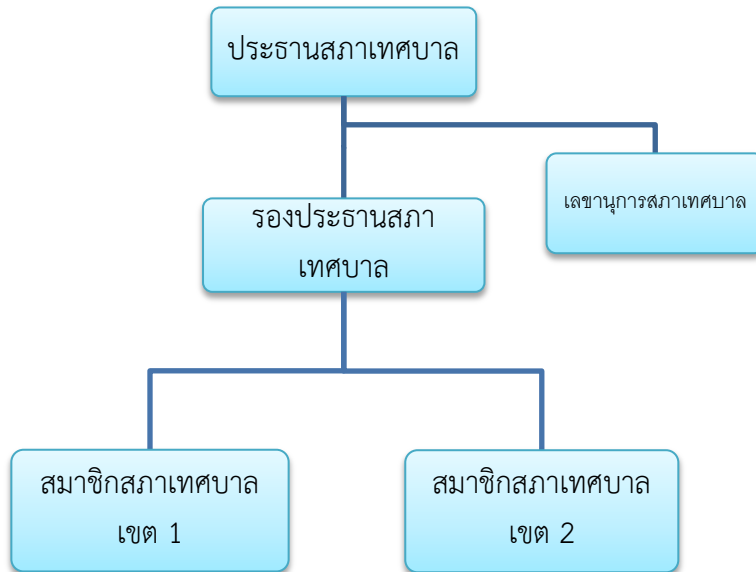 ประธานสภาเทศบาล
เลขานุการสภาเทศบาล
รองประธานสภา
เทศบาล
สมาชิกสภาเทศบาล
เขต 1
สมาชิกสภาเทศบาล
เขต 2